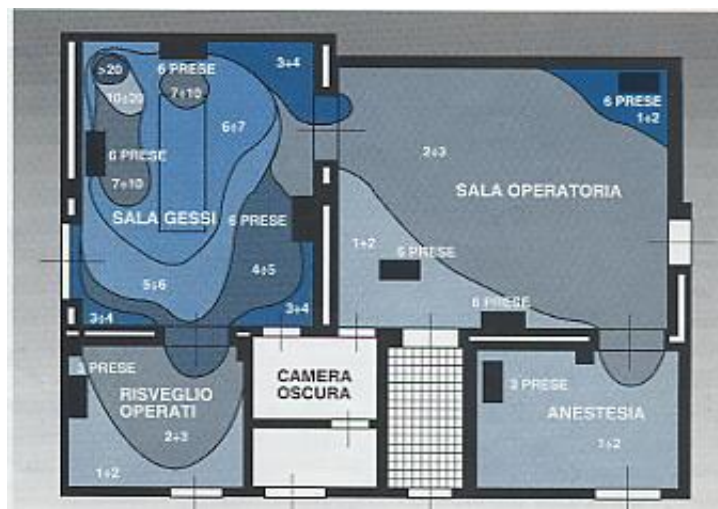 >20
6 PRESE
3÷4
10÷20
7÷10
6÷7
6 PRESE
1÷2
6 PRESE
7÷10
2÷3
SALA OPERATORIA
SALA GESSI
6 PRESE
1÷2
6 PRESE
4÷5
5÷6
3÷4
3÷4
6 PRESE
3 PRESE
RISVEGLIO
OPERATI
2÷3
1÷2
CAMERA
OSCURA
3 PRESE
ANESTESIA
1÷2